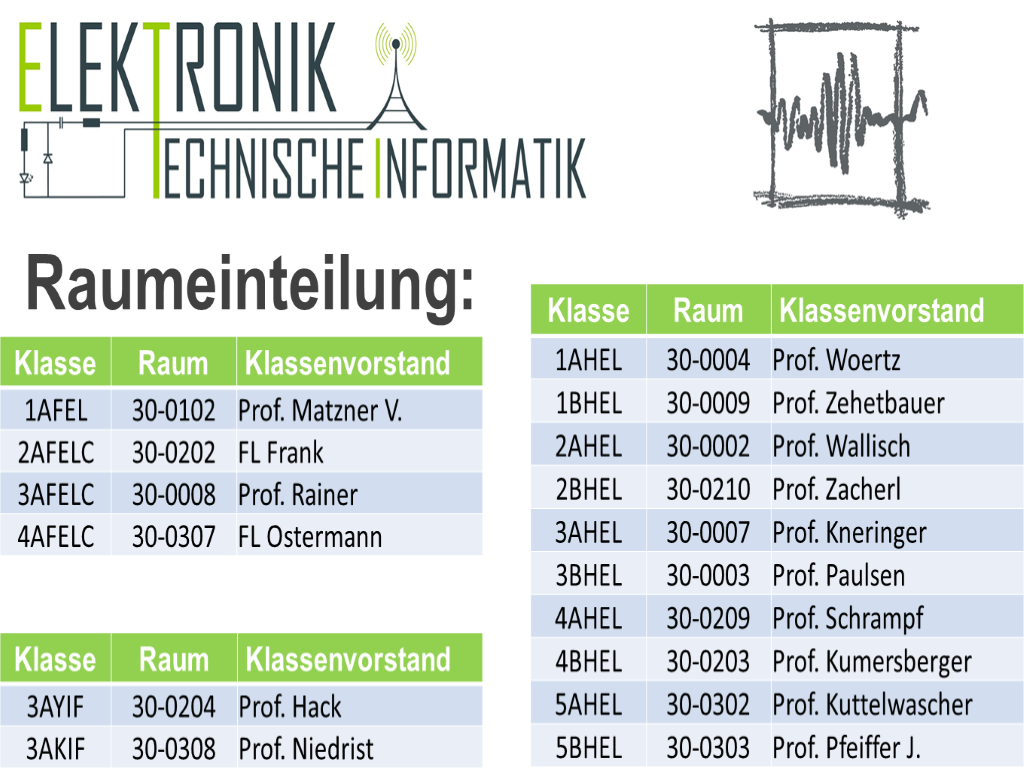 ELEKTRONIK
TECHNISCHE INFORMATIK
Raumeinteilung:
Klasse Raum Klassenvorstand
1AFEL 30-0102 Prof. Matzner V.
2AFELC 30-0202 FL Frank
3AFELC 30-0008 Prof. Rainer
4AFELC 30-0307 FL Ostermann
Klasse Raum Klassenvorstand
3AYIF 30-0204 Prof. Hack
3AKIF 30-0308 Prof. Niedrist
Klasse Raum Klassenvorstand
1AHEL 30-0004 Prof. Woertz
1BHEL 30-0009 Prof. Zehetbauer
2AHEL 30-0002 Prof. Wallisch
2BHEL 30-0210 Prof. Zacherl
3AHEL 30-0007 Prof. Kneringer
3BHEL 30-0003 Prof. Paulsen
4AHEL 30-0209 Prof. Schrampf
4BHEL 30-0203 Prof. Kumersberger
5AHEL 30-0302 Prof. Kuttelwascher
5BHEL 30-0303 Prof. Pfeiffer J.